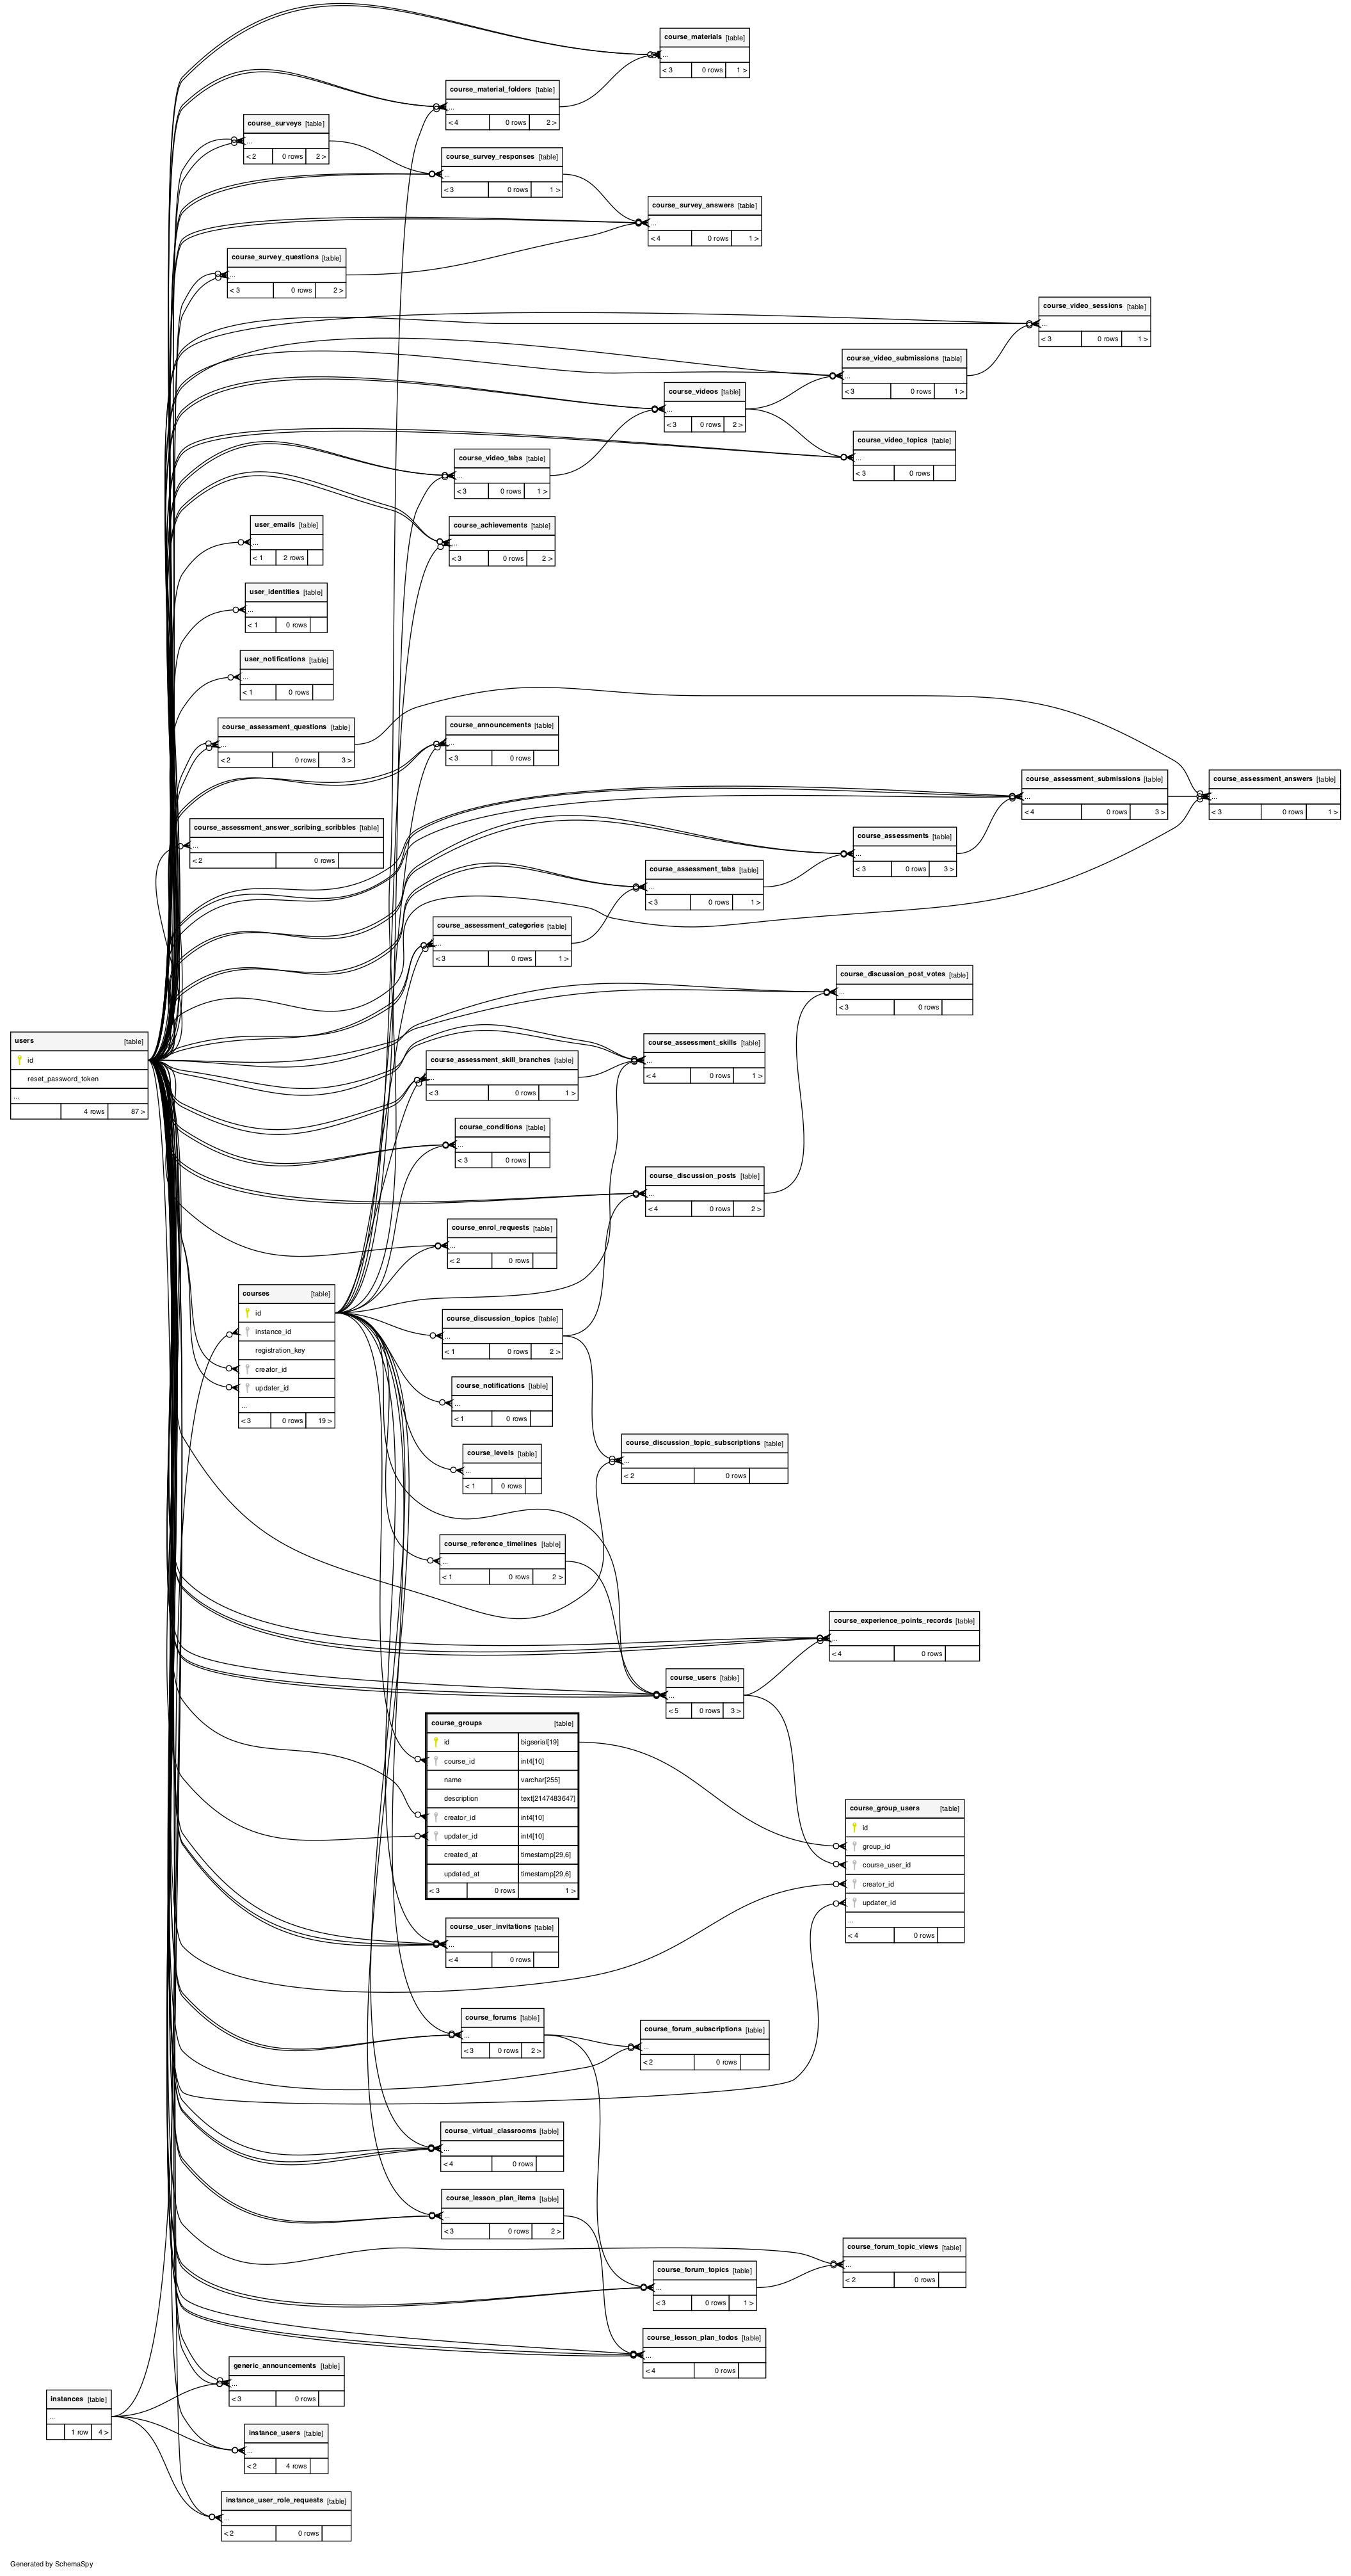 course_materials [table]
...
< 3 0 rows 1 >
course_material_folders [table]
...
< 4 0 rows 2 >
course_surveys [table]
...
< 2 0 rows 2 >
course_survey_responses [table]
...
< 3 0 rows 1 >
course_survey_answers [table]
...
< 4 0 rows 1 >
course_survey_questions [table]
...
< 3 0 rows 2 >
course_video_sessions [table]
...
< 3 0 rows 1 >
course_video_submissions [table]
...
< 3 0 rows 1 >
course_videos [table]
...
< 3 0 rows 2 >
course_video_topics [table]
...
< 3 0 rows
course_video_tabs [table]
...
< 3 0 rows 1 >
course_achievements [table]
...
< 3 0 rows 2 >
user_emails [table]
...
< 1 2 rows
user_identities [table]
...
< 1 0 rows
user_notifications [table]
...
< 1 0 rows
course_assessment_questions [table]
...
< 2 0 rows 3 >
course_announcements [table]
...
< 3 0 rows
course_assessment_submissions [table]
...
< 4 0 rows 3 >
course_assessment_answers [table]
...
< 3 0 rows 1 >
course_assessment_answer_scribing_scribbles [table]
...
< 2 0 rows
course_assessments [table]
...
< 3 0 rows 3 >
course_assessment_tabs [table]
...
< 3 0 rows 1 >
course_assessment_categories [table]
...
< 3 0 rows 1 >
course_discussion_post_votes [table]
...
< 3 0 rows
users [table]
id
reset_password_token
...
4 rows 87 >
course_assessment_skills [table]
...
< 4 0 rows 1 >
course_assessment_skill_branches [table]
...
< 3 0 rows 1 >
course_conditions [table]
...
< 3 0 rows
course_discussion_posts [table]
...
< 4 0 rows 2 >
course_enrol_requests [table]
...
< 2 0 rows
courses [table]
id
instance_id
registration_key
creator_id
updater_id
...
< 3 0 rows 19 >
course_discussion_topics [table]
...
< 1 0 rows 2 >
course_notifications [table]
...
< 1 0 rows
course_discussion_topic_subscriptions [table]
...
< 2 0 rows
course_levels [table]
...
< 1 0 rows
course_reference_timelines [table]
...
< 1 0 rows 2 >
course_experience_points_records [table]
...
< 4 0 rows
course_users [table]
...
< 5 0 rows 3 >
course_groups [table]
id bigserial[19]
course_id int4[10]
name varchar[255]
description text[2147483647]
creator_id int4[10]
updater_id int4[10]
created_at timestamp[29,6]
updated_at timestamp[29,6]
< 3 0 rows 1 >
course_group_users [table]
id
group_id
course_user_id
creator_id
updater_id
...
< 4 0 rows
course_user_invitations [table]
...
< 4 0 rows
course_forums [table]
...
< 3 0 rows 2 >
course_forum_subscriptions [table]
...
< 2 0 rows
course_virtual_classrooms [table]
...
< 4 0 rows
course_lesson_plan_items [table]
...
< 3 0 rows 2 >
course_forum_topic_views [table]
...
< 2 0 rows
course_forum_topics [table]
...
< 3 0 rows 1 >
course_lesson_plan_todos [table]
...
< 4 0 rows
generic_announcements [table]
...
< 3 0 rows
instances [table]
...
1 row 4 >
instance_users [table]
...
< 2 4 rows
instance_user_role_requests [table]
...
< 2 0 rows
Generated by SchemaSpy